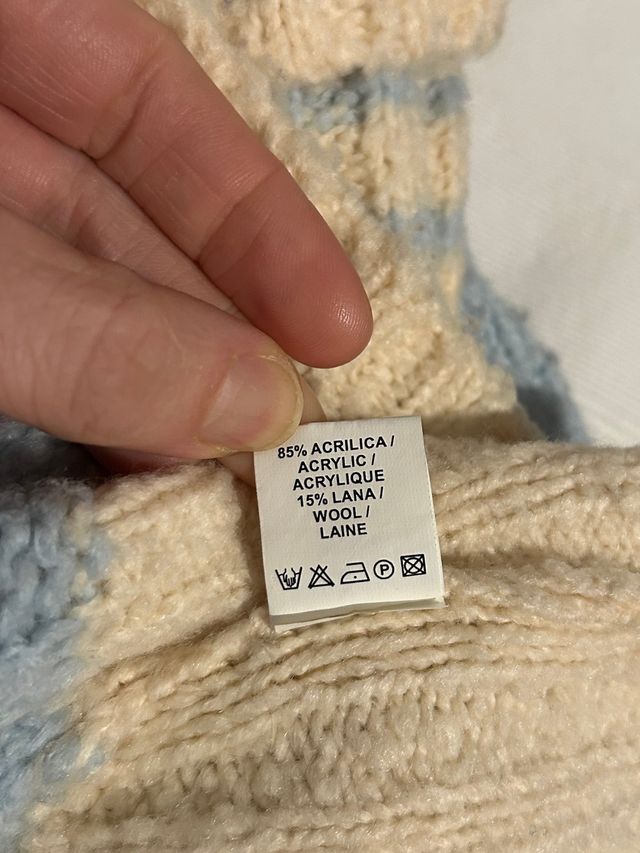 85% ACRILICA /
ACRYLIC /
ACRYLIQUE
15% LANA /
WOOL /
LAINE
P